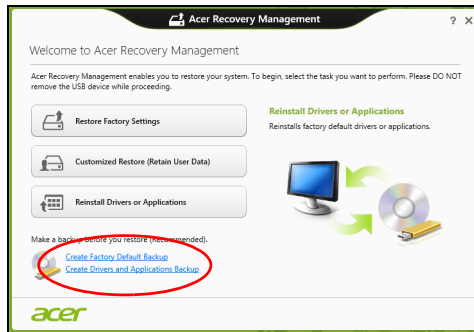 Acer Recovery Management
? X
Welcome to Acer Recovery Management
Acer Recovery Management enables you to restore your system. To begin, select the task you want to perform. Please DO NOT
remove the USB device while proceeding.
Restore Factory Settings
Customized Restore (Retain User Data)
Reinstall Drivers or Applications
Reinstall Drivers or Applications
Reinstalls factory default drivers or applications.
Make a backup before you restore (Recommended).
Create Factory Default Backup
Create Drivers and Applications Backup
acer